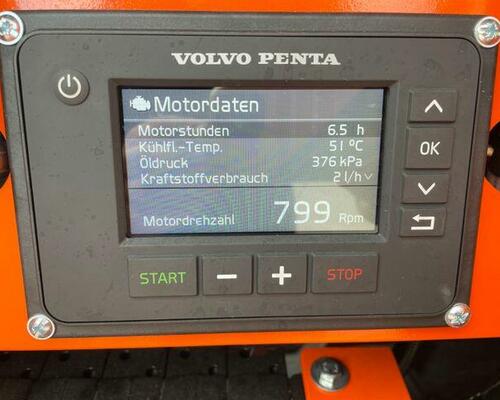 VOLVO PENTA
Motordaten
Motorstunden 6.5 h
Kühlfl.-Temp. 51 °C
Öldruck 376 kPa
Kraftstoffverbrauch 2 l/h
Motordrehzahl 799 Rpm
OK
START − + STOP